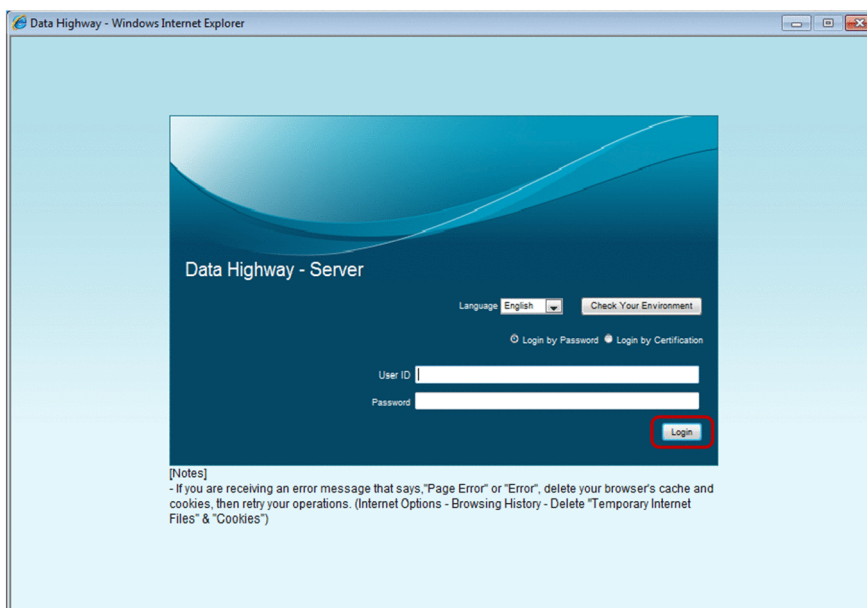 Data Highway - Windows Internet Explorer
Data Highway - Server
Language English Check Your Environment
Login by Password Login by Certification
User ID
Password
Login
[Notes]
- If you are receiving an error message that says,"Page Error" or "Error", delete your browser's cache and
cookies, then retry your operations. (Internet Options - Browsing History - Delete "Temporary Internet
Files" & "Cookies")